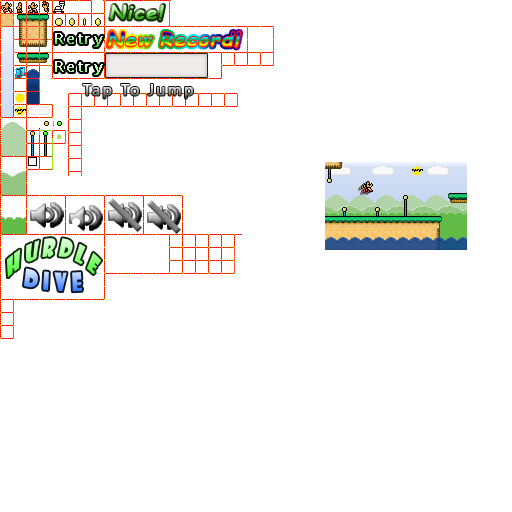 Nice!
Retry
New Record!
Retry
Tap To Jump
HURDLE
DIVE